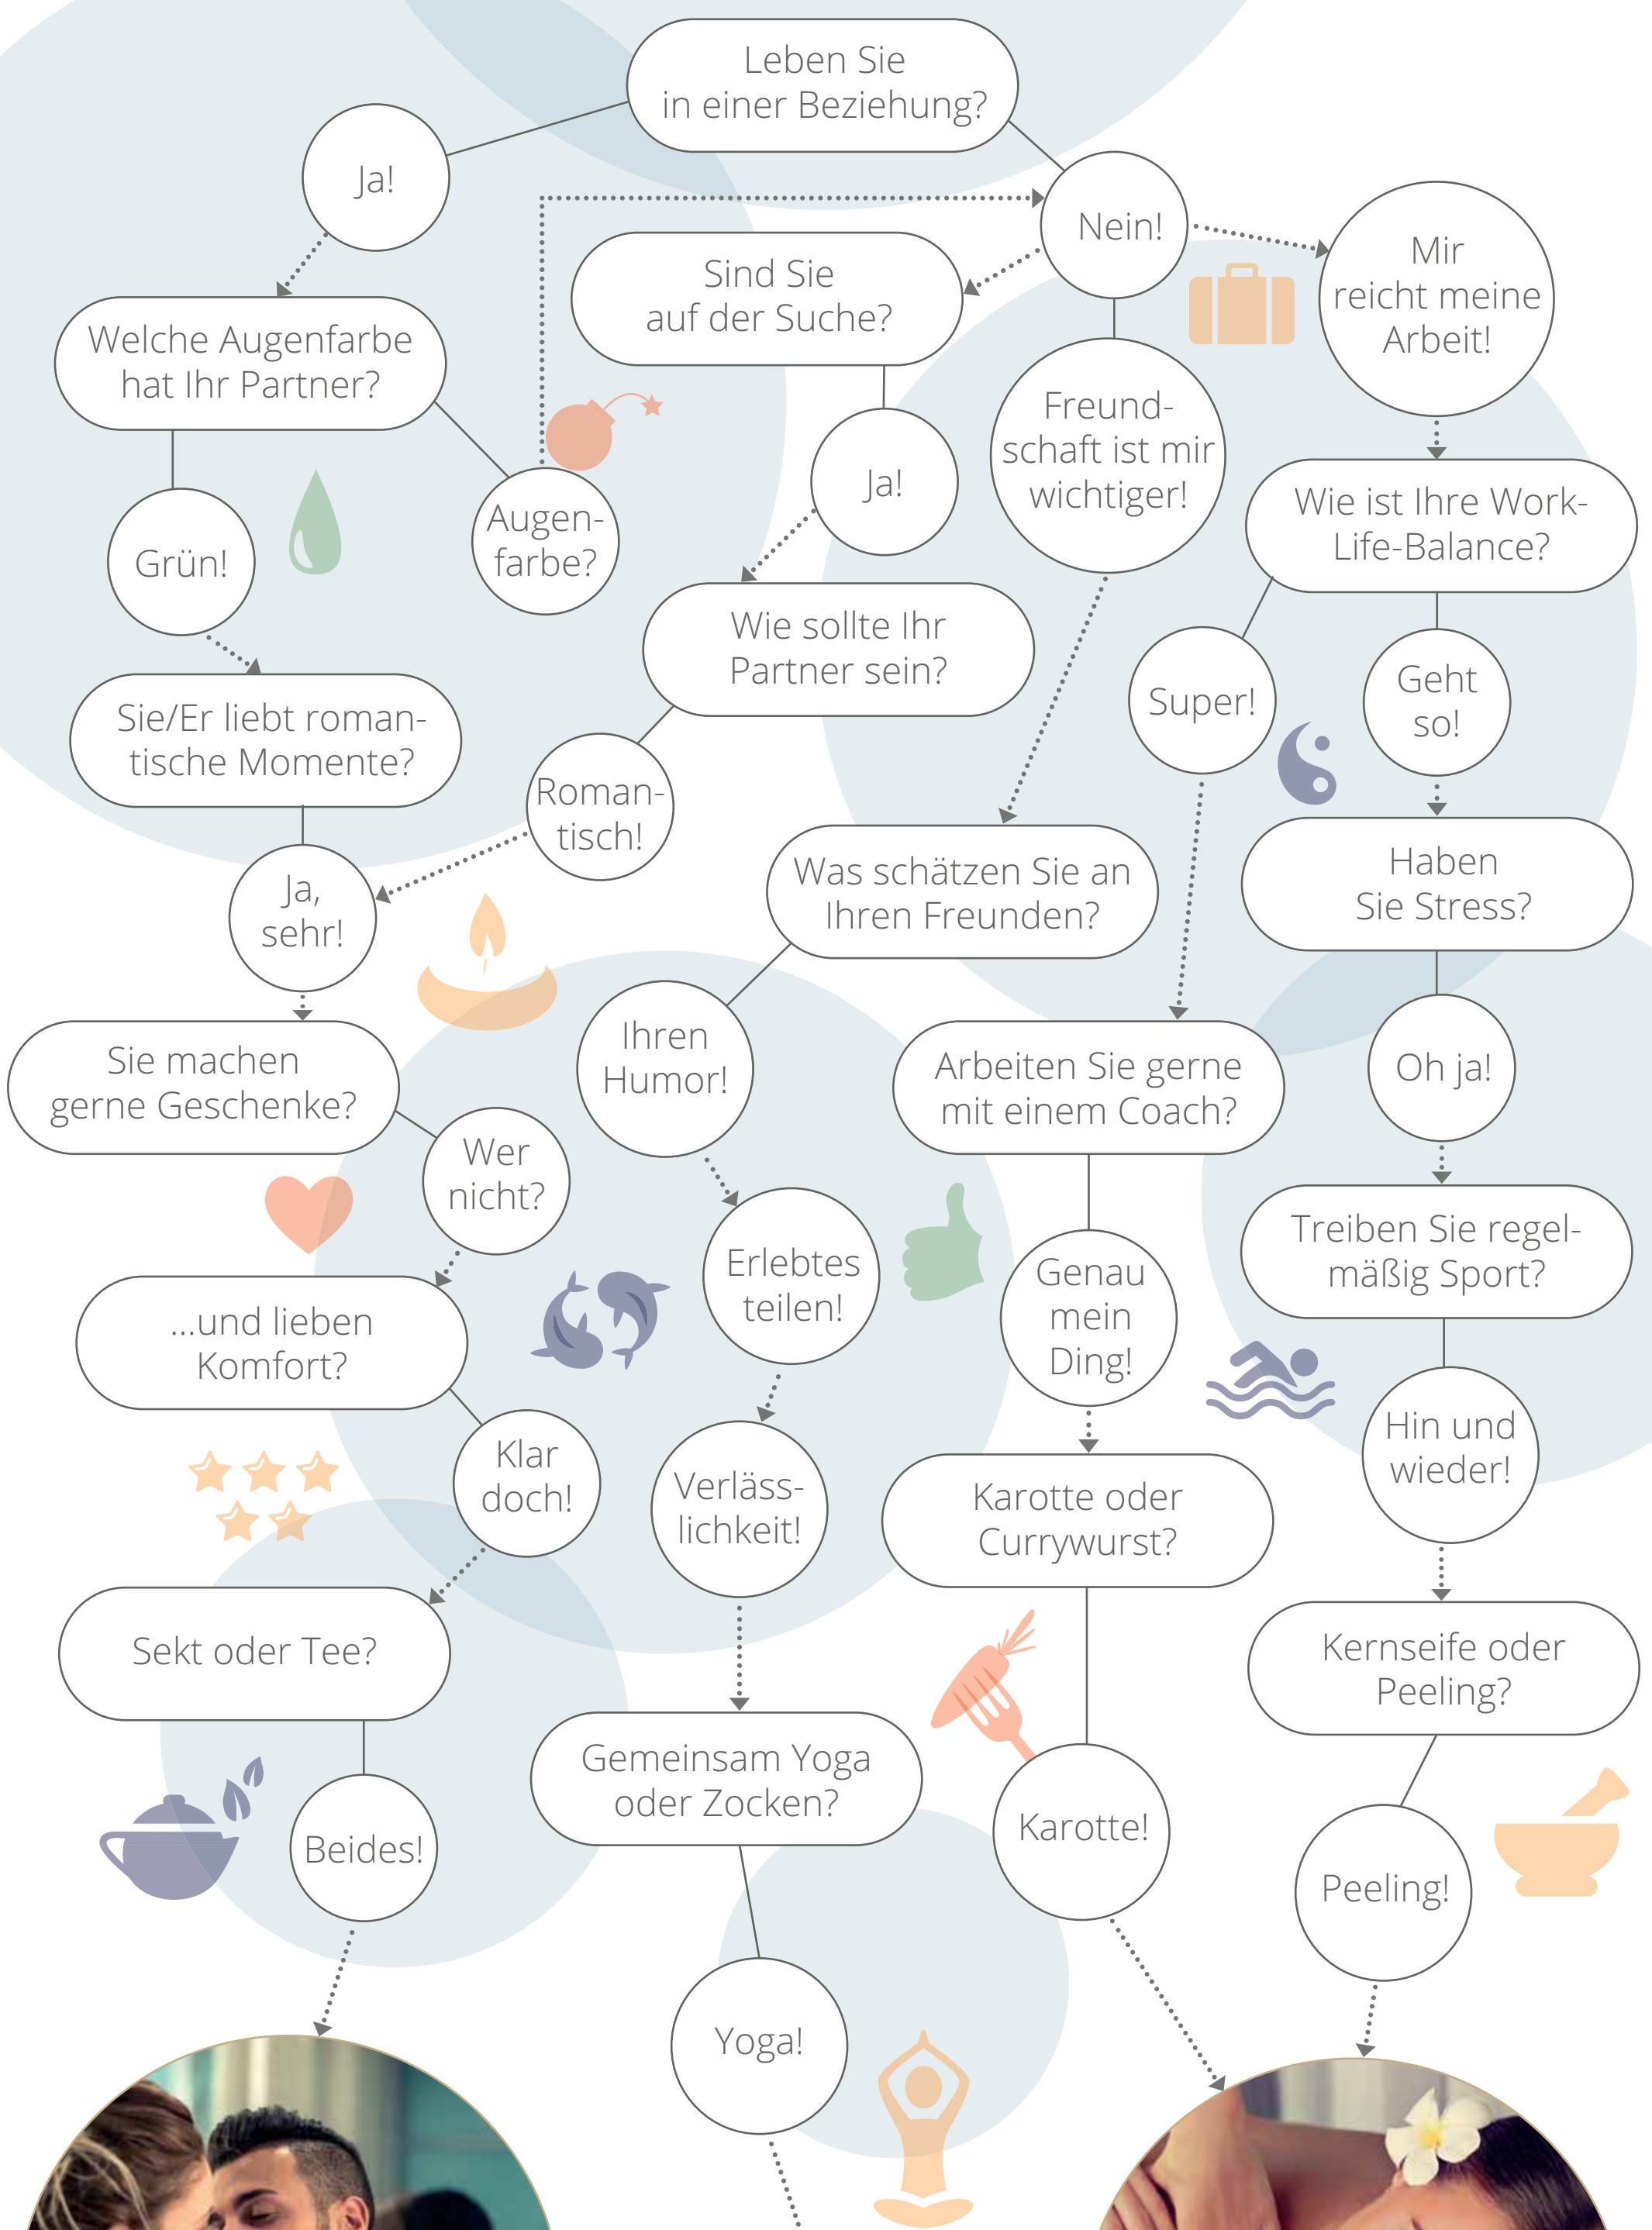 Leben Sie
in einer Beziehung?
Ja!
Nein!
Mir
reicht meine
Arbeit!
Sind Sie
auf der Suche?
Welche Augenfarbe
hat Ihr Partner?
Freund-
schaft ist mir
wichtiger!
Ja!
Wie ist Ihre Work-
Life-Balance?
Grün!
Augen-
farbe?
Wie sollte Ihr
Partner sein?
Super!
Geht
so!
Sie/Er liebt roman-
tische Momente?
Roman-
tisch!
Was schätzen Sie an
Ihren Freunden?
Haben
Sie Stress?
Ja,
sehr!
Ihren
Humor!
Arbeiten Sie gerne
mit einem Coach?
Oh ja!
Sie machen
gerne Geschenke?
Wer
nicht?
Erlebtes
teilen!
Genau
mein
Ding!
Treiben Sie regel-
mäßig Sport?
...und lieben
Komfort?
Klar
doch!
Verläss-
lichkeit!
Karotte oder
Currywurst?
Hin und
wieder!
Sekt oder Tee?
Kernseife oder
Peeling?
Gemeinsam Yoga
oder Zocken?
Beides!
Karotte!
Peeling!
Yoga!